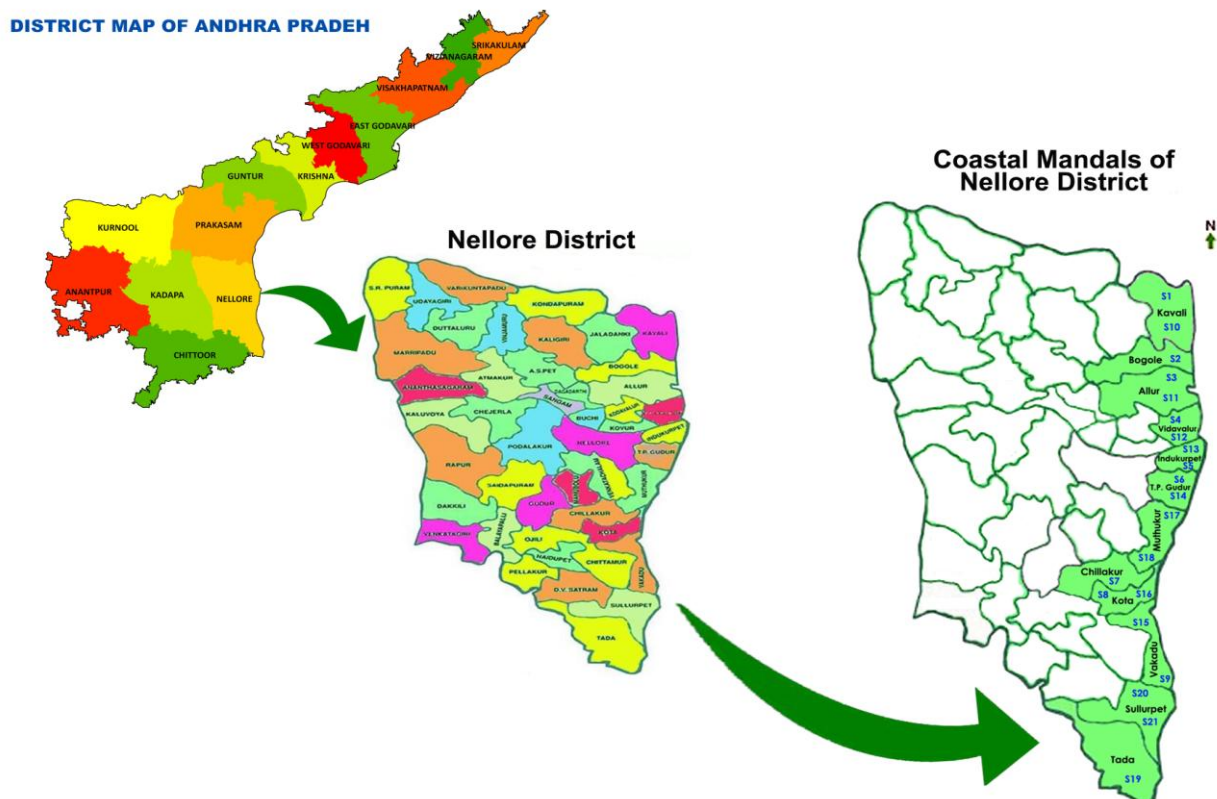 DISTRICT MAP OF ANDHRA PRADEH
SRIKAKULAM
VIZIANAGARAM
VISAKHAPATNAM
EAST GODAVARI
WEST GODAVARI
KRISHNA
GUNTUR
PRAKASAM
KURNOOL
ANANTPUR
KADAPA
NELLORE
CHITTOOR
Nellore District
S.R. PURAM
VARIKUNTAPADU
UDAYAGIRI
KONDAPURAM
DUTTALURU
KALIGIRI
JALADANKI
KAVALI
MARRIPADU
ATMAKUR
A.S.PET
BOGOLE
ANANTHASAGARAM
ALLUR
SANGAM
KALUVOYA
CHEJERLA
BUCHI
KOVUR
INDUKURPET
PODALAKUR
NELLORE
T.P. GUDUR
RAPUR
SAIDAPURAM
MUTHUKUR
DAKKILI
GUDUR
CHILLAKUR
KOTA
VENKATAGIRI
BALAYAPALLI
OJILI
NAIDUPET
CHITTAMUR
PELLAKUR
VAKADU
D.V. SATRAM
SULLURPET
TADA
Coastal Mandals of
Nellore District
N
S1
Kavali
S10
Bogole
S2
S3
Allur
S11
S4
Vidavalur
S12
S13
Indukurpet
S5
S6
T.P. Gudur
S14
S17
Muthukur
S18
Chillakur
S7
S8
S16
Kota
S15
Vakadu
S9
S20
Sullurpet
S21
Tada
S19